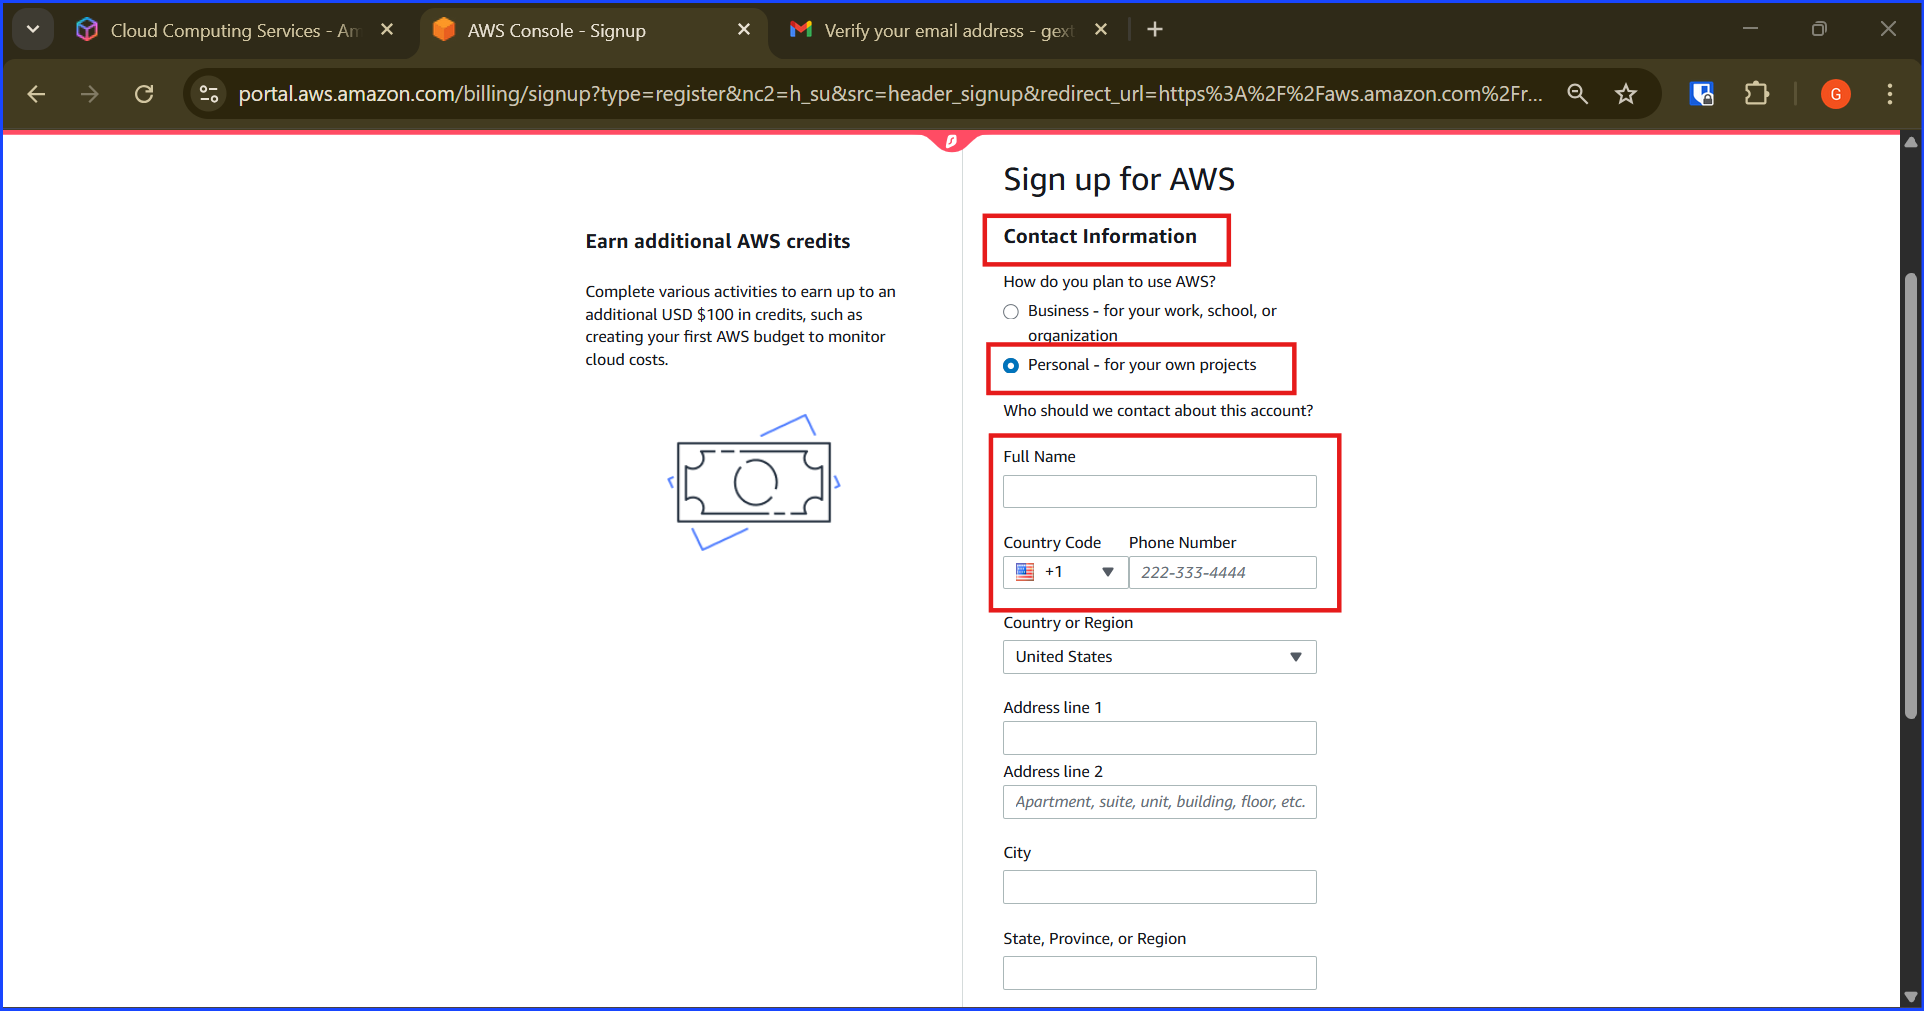 Cloud Computing Services - Am
AWS Console - Signup
Verify your email address - gext
portal.aws.amazon.com/billing/signup?type=register&nc2=h_su&src=header_signup&redirect_url=https%3A%2F%2Faws.amazon.com%2Fr...
G
Earn additional AWS credits
Complete various activities to earn up to an
additional USD $100 in credits, such as
creating your first AWS budget to monitor
cloud costs.
Sign up for AWS
Contact Information
How do you plan to use AWS?
Business - for your work, school, or
organization
Personal - for your own projects
Who should we contact about this account?
Full Name
Country Code Phone Number
+1 222-333-4444
Country or Region
United States
Address line 1
Address line 2
Apartment, suite, unit, building, floor, etc.
City
State, Province, or Region